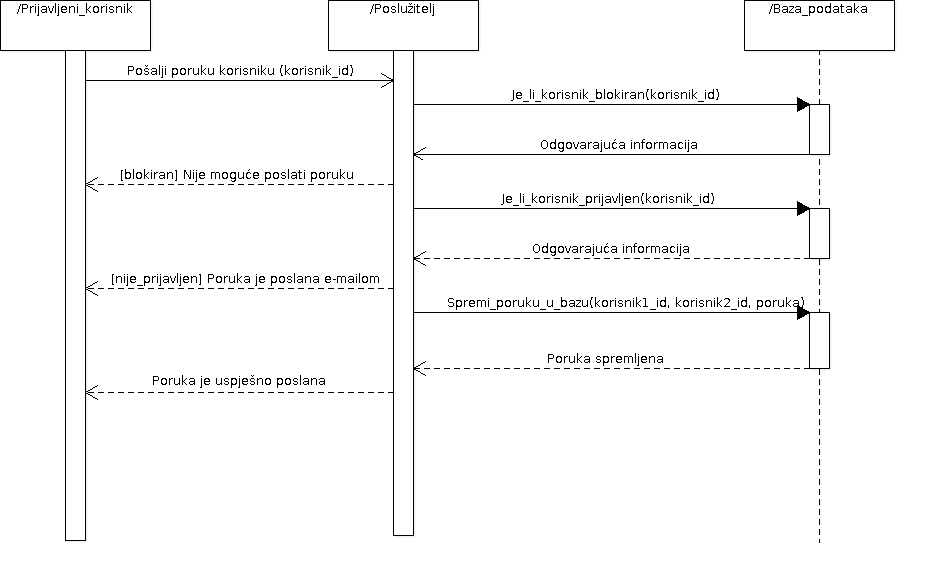 /Prijavljeni_korisnik
/Poslužitelj
/Baza_podataka
Pošalji poruku korisniku (korisnik_id)
Je_li_korisnik_blokiran(korisnik_id)
Odgovarajuća informacija
[blokiran] Nije moguće poslati poruku
Je_li_korisnik_prijavljen(korisnik_id)
Odgovarajuća informacija
[nije_prijavljen] Poruka je poslana e-mailom
Spremi_poruku_u_bazu(korisnik1_id, korisnik2_id, poruka)
Poruka spremljena
Poruka je uspješno poslana